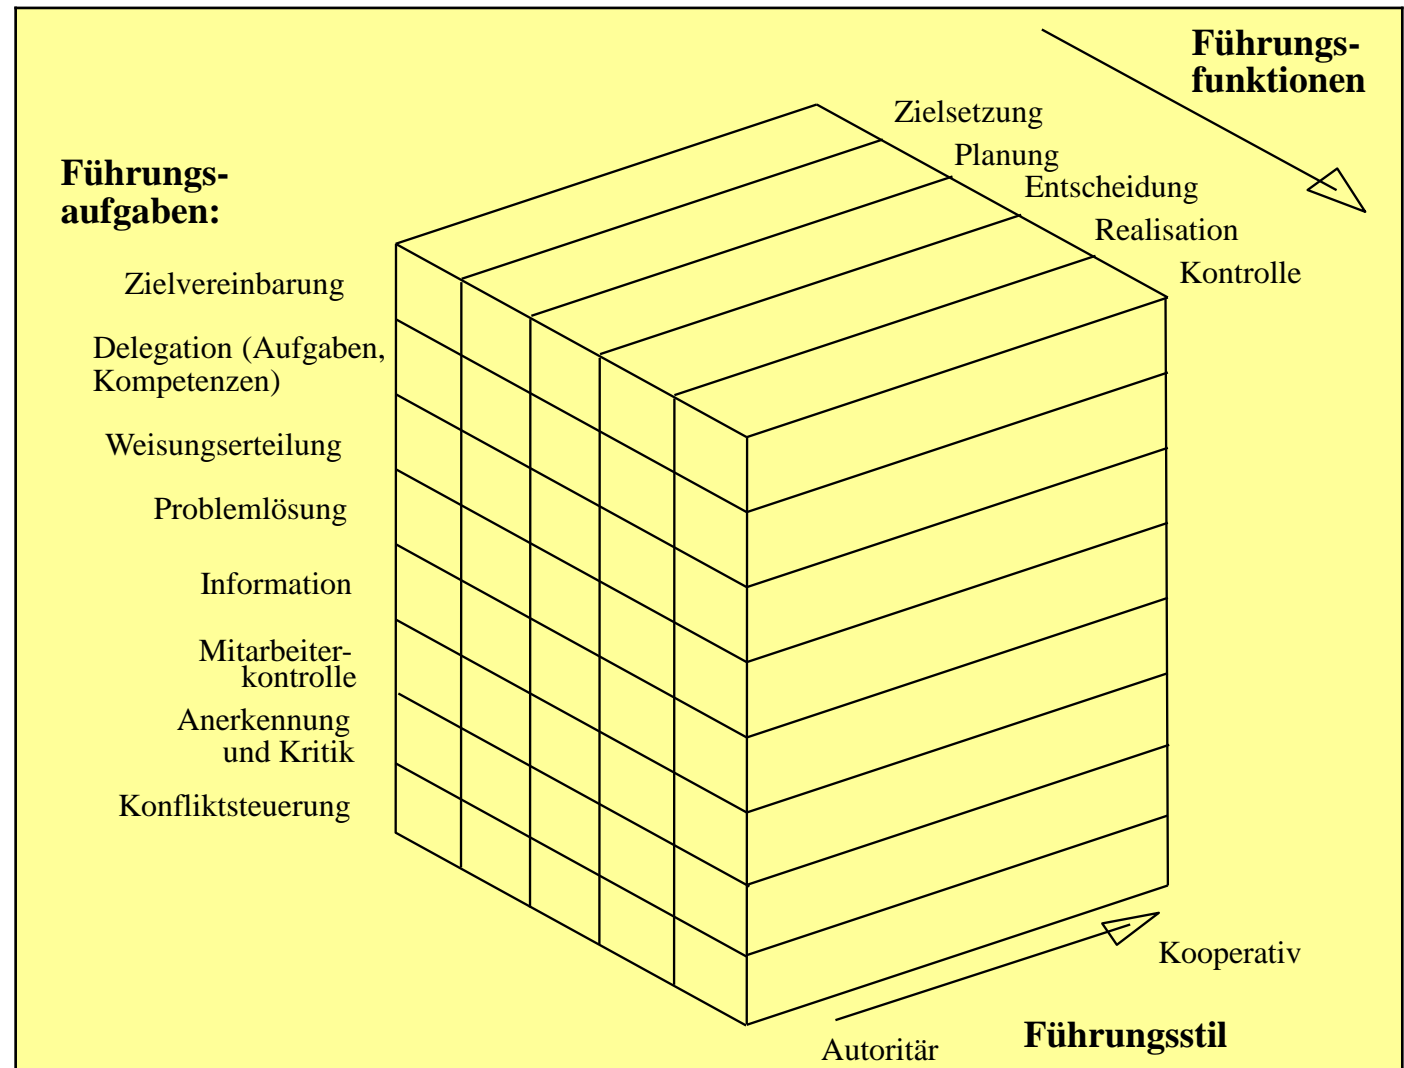 Führungs-
funktionen
Zielsetzung
Planung
Entscheidung
Realisation
Kontrolle
Führungs-
aufgaben:
Zielvereinbarung
Delegation (Aufgaben,
Kompetenzen)
Weisungserteilung
Problemlösung
Information
Mitarbeiter-
kontrolle
Anerkennung
und Kritik
Konfliktsteuerung
Kooperativ
Führungsstil
Autoritär